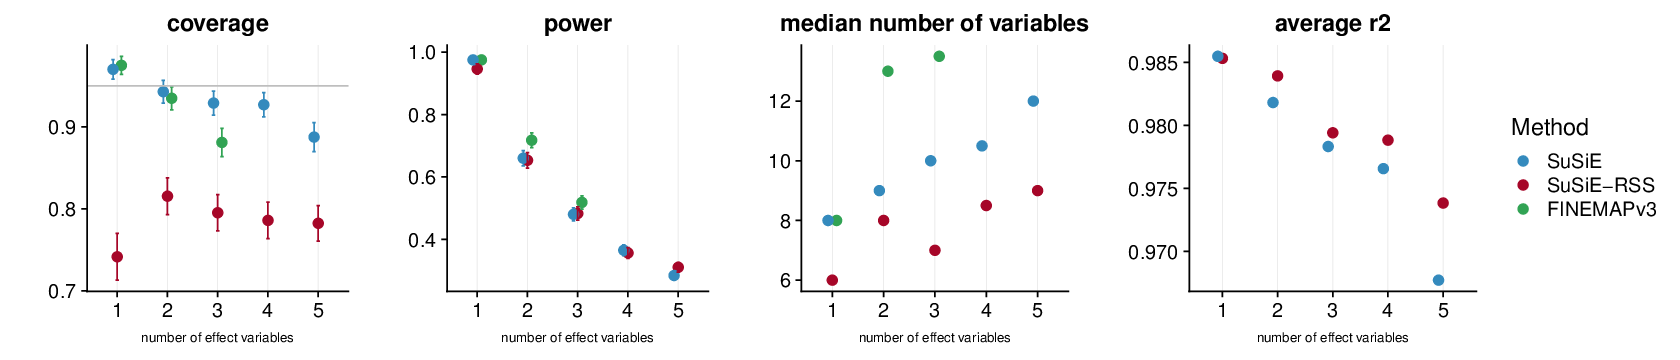 coverage
0.9
0.8
0.7
1 2 3 4 5
number of effect variables
power
1.0
0.8
0.6
0.4
1 2 3 4 5
number of effect variables
median number of variables
12
10
8
6
1 2 3 4 5
number of effect variables
average r2
0.985
0.980
0.975
0.970
1 2 3 4 5
number of effect variables
Method
SuSiE
SuSiE−RSS
FINEMAPv3